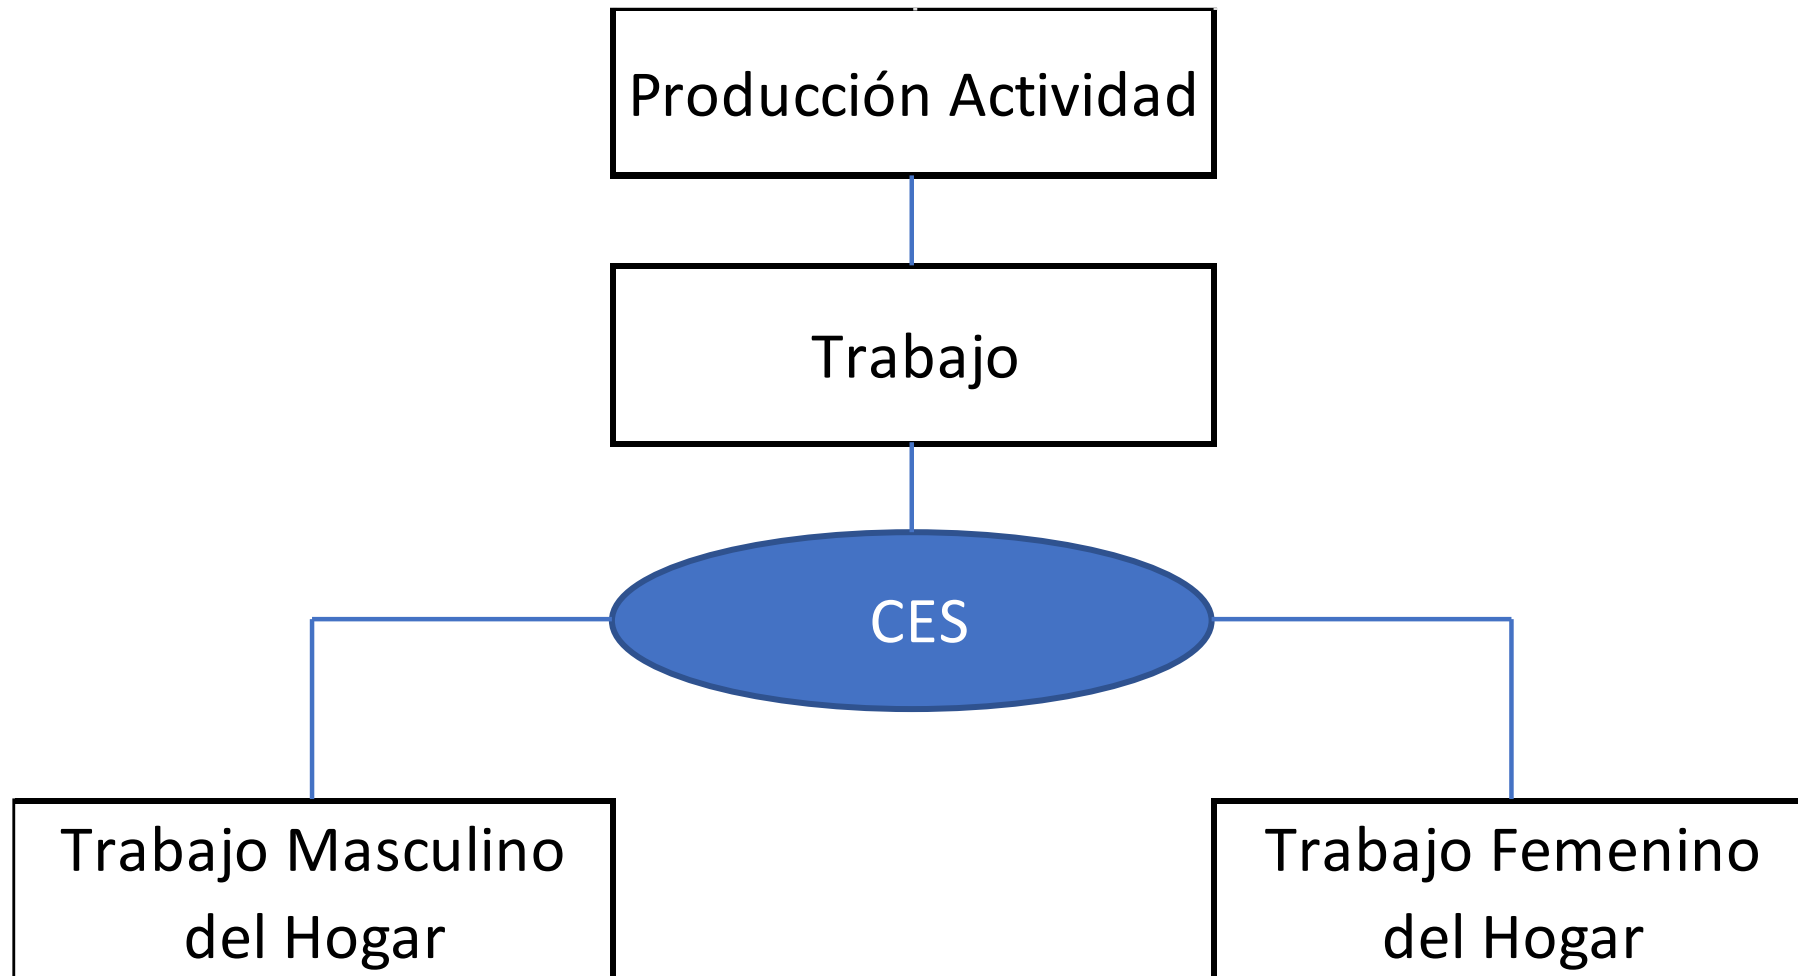 Producción Actividad
Trabajo
CES
Trabajo Masculino
del Hogar
Trabajo Femenino
del Hogar